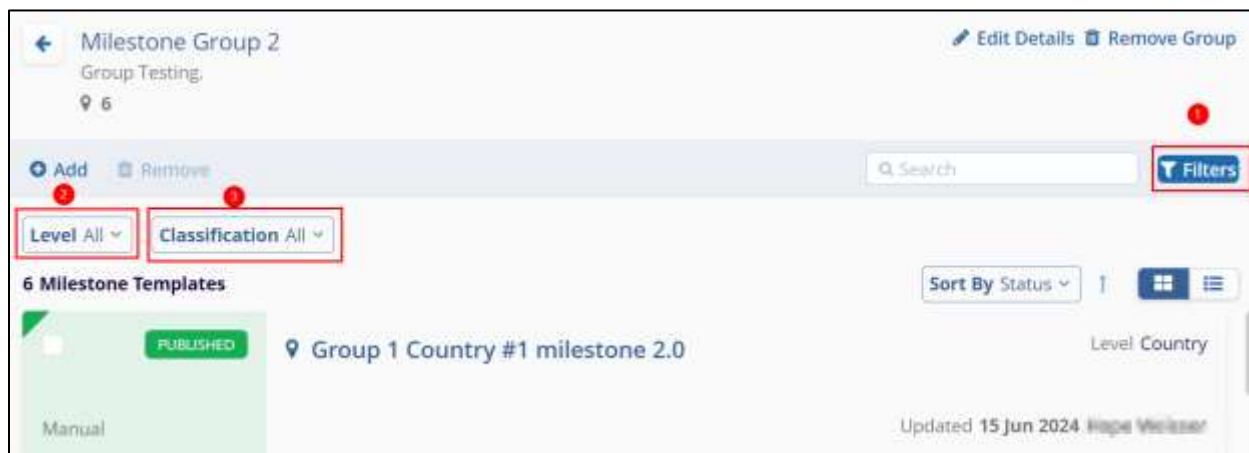 Milestone Group 2
Edit Details Remove Group
Group Testing.
6
1
Add Remove Search Filters
2 3
Level All Classification All
6 Milestone Templates Sort By Status
PUBLISHED Group 1 Country #1 milestone 2.0 Level Country
Manual Updated 15 Jun 2024